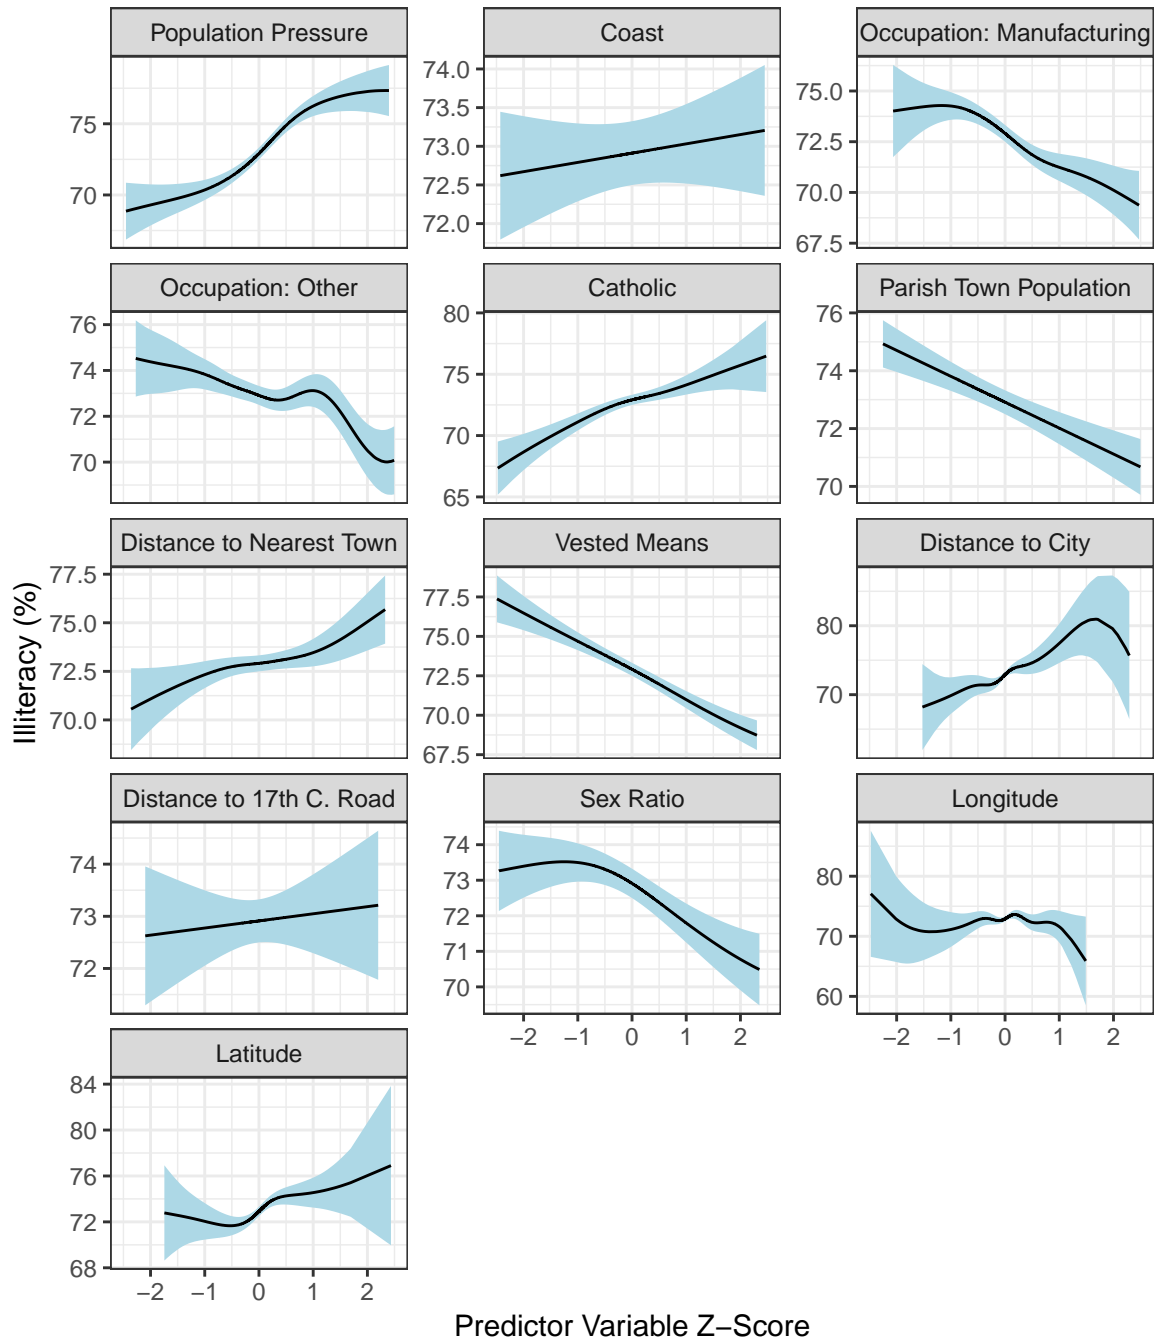 Population Pressure
Coast
Occupation: Manufacturing
75
70
74.0
73.5
73.0
72.5
72.0
75.0
72.5
70.0
67.5
Occupation: Other
Catholic
Parish Town Population
76
74
72
70
80
75
70
65
76
74
72
70
Distance to Nearest Town
Vested Means
Distance to City
77.5
75.0
72.5
70.0
77.5
75.0
72.5
70.0
67.5
80
70
Distance to 17th C. Road
Sex Ratio
Longitude
74
73
72
74
73
72
71
70
80
70
60
−2 −1 0 1 2
−2 −1 0 1 2
Latitude
84
80
76
72
68
−2 −1 0 1 2
Illiteracy (%)
Predictor Variable Z−Score